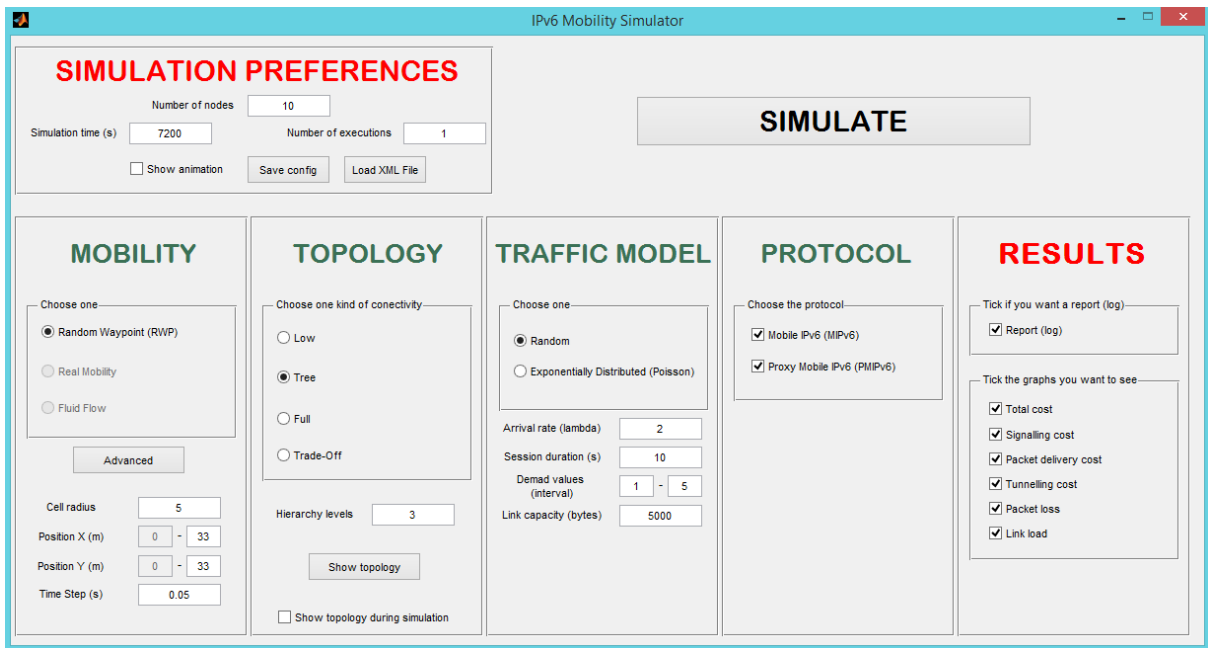 IPv6 Mobility Simulator
SIMULATION PREFERENCES
Number of nodes 10
Simulation time (s) 7200 Number of executions 1
Show animation Save config Load XML File
SIMULATE
MOBILITY
Choose one
Random Waypoint (RWP)
Real Mobility
Fluid Flow
Advanced
Cell radius 5
Position X (m) 0 - 33
Position Y (m) 0 - 33
Time Step (s) 0.05
TOPOLOGY
Choose one kind of conectivity
Low
Tree
Full
Trade-Off
Hierarchy levels 3
Show topology
Show topology during simulation
TRAFFIC MODEL
Choose one
Random
Exponentially Distributed (Poisson)
Arrival rate (lambda) 2
Session duration (s) 10
Demad values
(interval) 1 - 5
Link capacity (bytes) 5000
PROTOCOL
Choose the protocol
Mobile IPv6 (MIPv6)
Proxy Mobile IPv6 (PMIPv6)
RESULTS
Tick if you want a report (log)
Report (log)
Tick the graphs you want to see
Total cost
Signalling cost
Packet delivery cost
Tunnelling cost
Packet loss
Link load